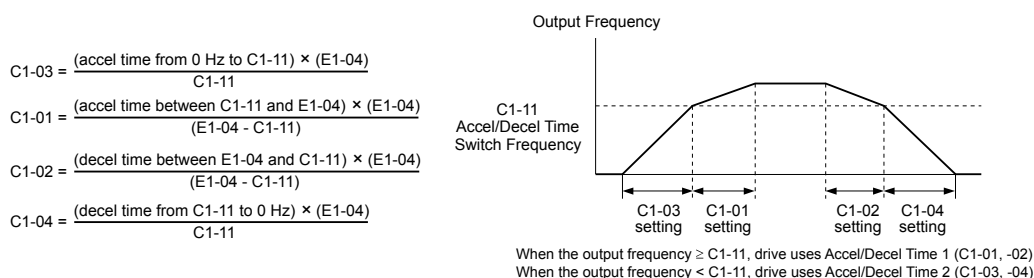 C1-03 = (accel time from 0 Hz to C1-11) × (E1-04)
C1-11
C1-01 = (accel time between C1-11 and E1-04) × (E1-04)
(E1-04 - C1-11)
C1-02 = (decel time between E1-04 and C1-11) × (E1-04)
(E1-04 - C1-11)
C1-04 = (decel time from C1-11 to 0 Hz) × (E1-04)
C1-11
Output Frequency
C1-11
Accel/Decel Time
Switch Frequency
C1-03 setting
C1-01 setting
C1-02 setting
C1-04 setting
When the output frequency ≥ C1-11, drive uses Accel/Decel Time 1 (C1-01, -02)
When the output frequency < C1-11, drive uses Accel/Decel Time 2 (C1-03, -04)